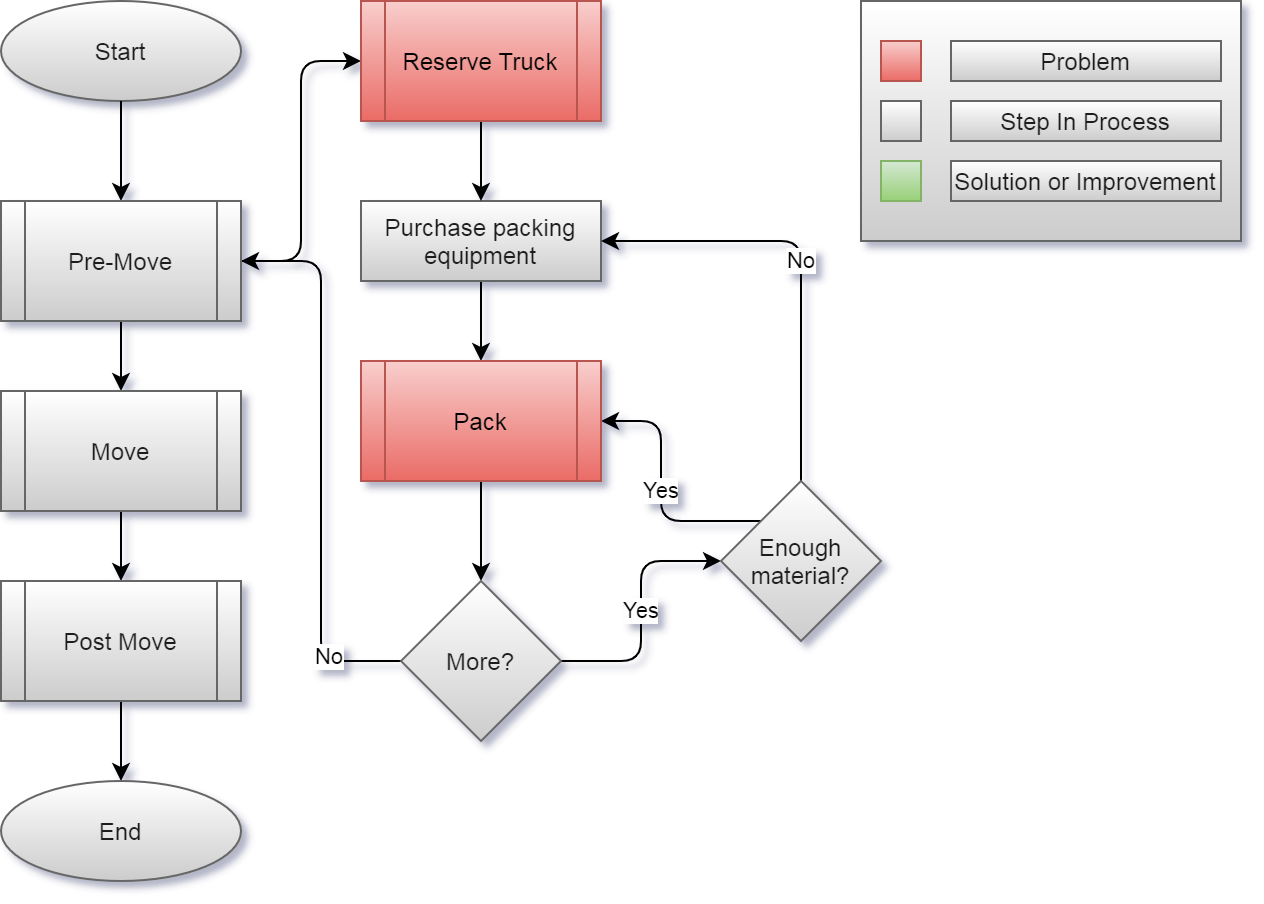 Start
Reserve Truck
Problem
Step In Process
Solution or Improvement
Pre-Move
Purchase packing
equipment
No
Move
Pack
Yes
Enough
material?
Yes
Post Move
No
More?
End